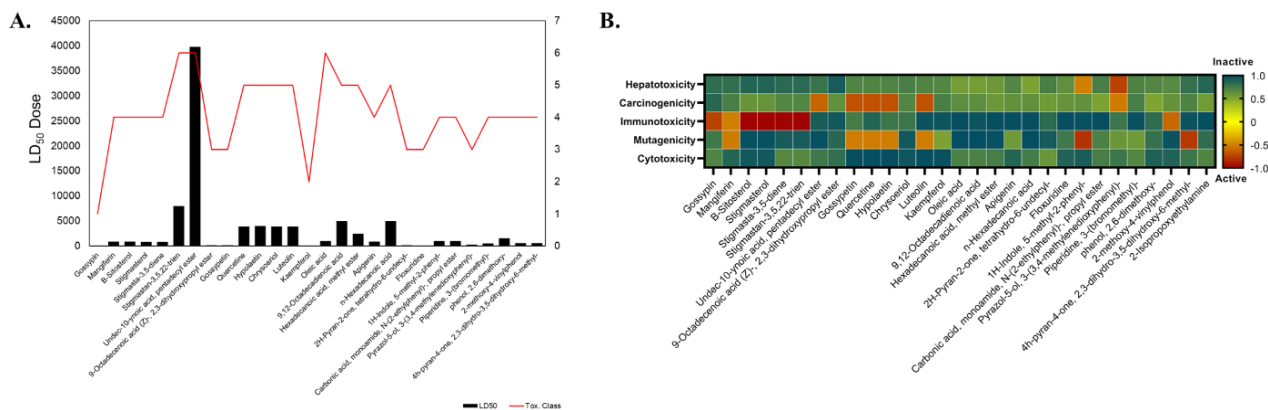 A.
45000
40000
35000
30000
25000
20000
15000
10000
5000
0
LD50 Dose
7
6
5
4
3
2
1
0
Gossypin
Mangiferin
B-Sitosterol
Stigmasterol
Stigmastla-3,5-diene
Stigmastan-3,5,22-trien
Undec-10-ynoic acid, pentadecyl ester
9-Octadecenoic acid (Z)-, 2,3-dihydroxypropyl ester
Gossypetin
Quercetine
Hypoletin
Chrysoeriol
Luteolin
Kaempferol
Oleic acid
9,12-Octadecadienoic acid
Hexadecanoic acid, methyl ester
Apigenin
n-Hexadecanoic acid
2H-Pyran-2-one, tetrahydro-6-undecyl-
Floxuridine
1H-Indole, 5-methyl-2-phenyl-
Carbonic acid, monoamide, N-(2-ethylphenyl)-, propyl ester
Pyrazol-5-ol, 3-(3,4-methylenedioxyphenyl)-
Piperidine, 3-(bromomethyl)-
phenol, 2,6-dimethoxy-
2-methoxy-4-vinylphenol
4h-pyran-4-one, 2,3-dihydro-3,5-dihydroxy-6-methyl-
LD50
Tox. Class
B.
Inactive
1.0
0.5
0
-0.5
-1.0
Active
Hepatotoxicity
Carcinogenicity
Immunotoxicity
Mutagenicity
Cytotoxicity
Gossypin
Mangiferin
B-Sitosterol
Stigmasterol
Stigmasta-3,5-diene
Stigmastan-3,5,22-trien
Undec-10-ynoic acid, pentadecyl ester
9-Octadecenoic acid (Z)-, 2,3-dihydroxypropyl ester
Gossypetin
Quercetine
Hypoletin
Chrysoeriol
Luteolin
Kaempferol
Oleic acid
9,12-Octadecadienoic acid
Hexadecanoic acid, methyl ester
Apigenin
n-Hexadecanoic acid
2H-Pyran-2-one, tetrahydro-6-undecyl-
Floxuridine
1H-Indole, 5-methyl-2-phenyl-
Carbonic acid, monoamide, N-(2-ethylphenyl)-, propyl ester
Pyrazol-5-ol, 3-(3,4-methylenedioxyphenyl)-
Piperidine, 3-(bromomethyl)-
phenol, 2,6-dimethoxy-
2-methoxy-4-vinylphenol
4h-pyran-4-one, 2,3-dihydro-3,5-dihydroxy-6-methyl-
2-Isopropoxyethylamine